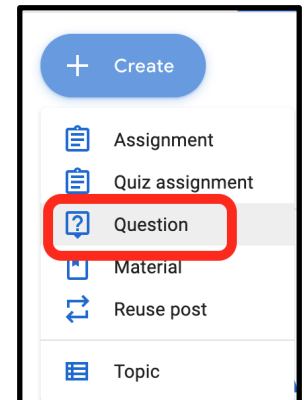 Create
Assignment
Quiz assignment
Question
Material
Reuse post
Topic